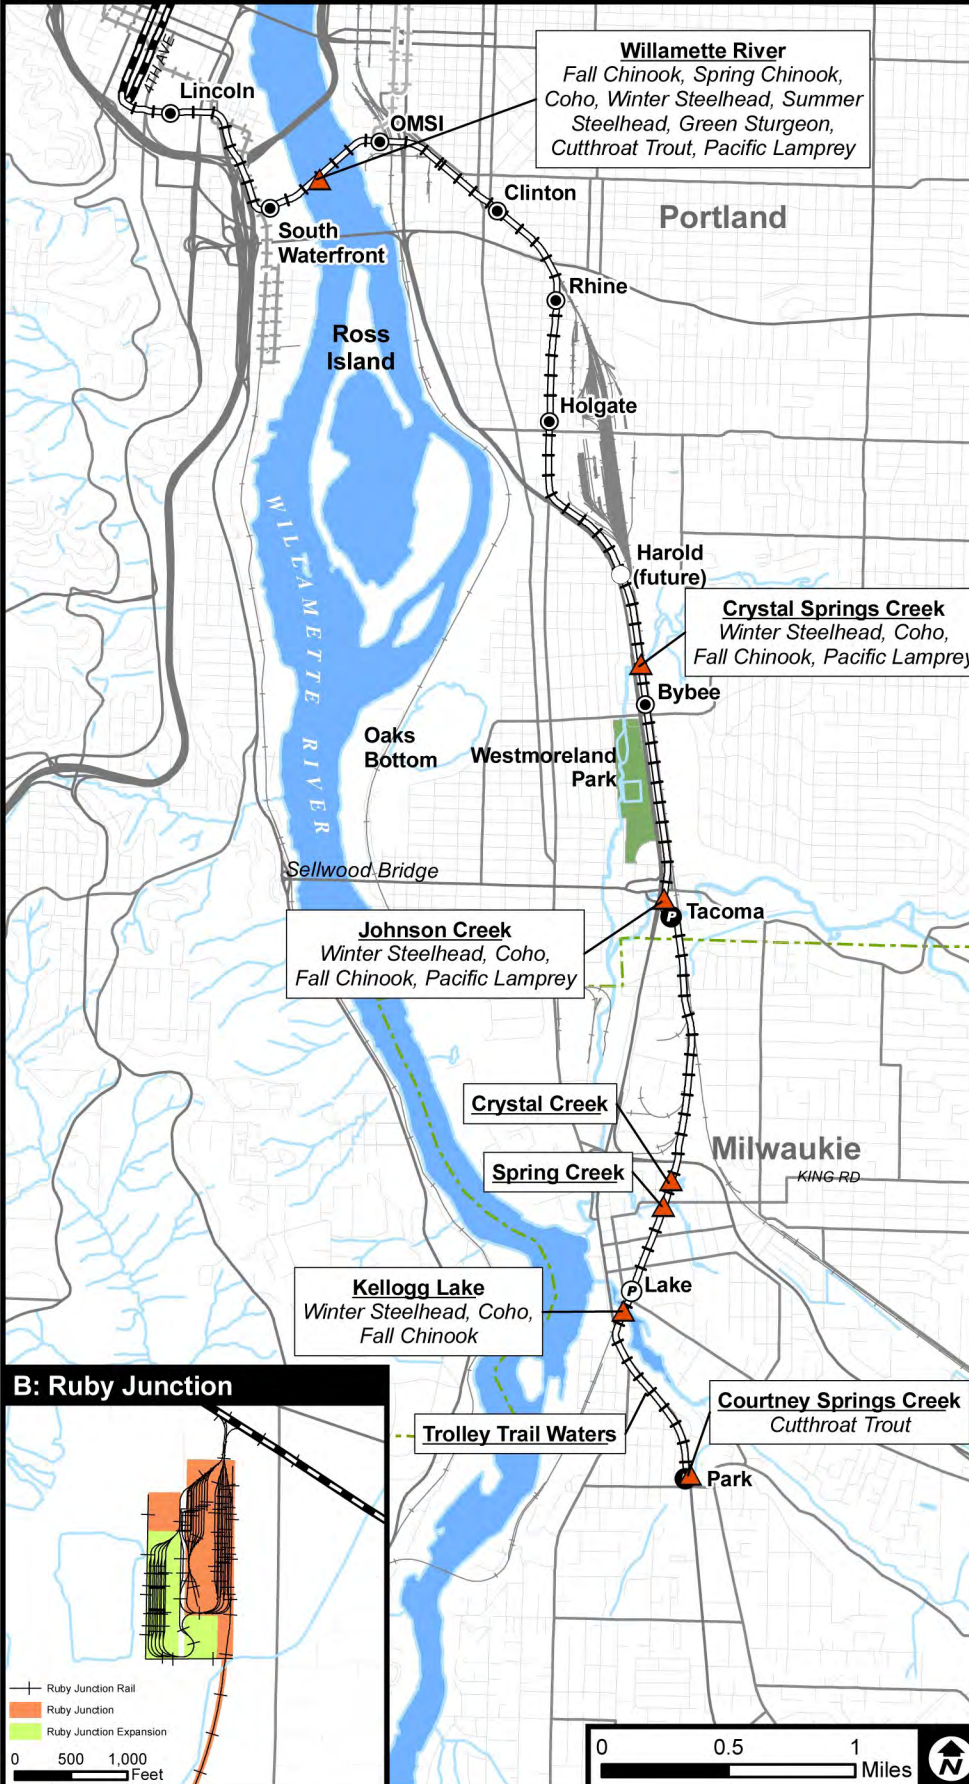 4TH AVE
Lincoln
Willamette River
Fall Chinook, Spring Chinook,
Coho, Winter Steelhead, Summer
Steelhead, Green Sturgeon,
Cutthroat Trout, Pacific Lamprey
OMSI
Clinton
Portland
South
Waterfront
Rhine
Ross
Island
Holgate
WILLAMETTE RIVER
Harold
(future)
Crystal Springs Creek
Winter Steelhead, Coho,
Fall Chinook, Pacific Lamprey
Bybee
Oaks
Bottom
Westmoreland
Park
Sellwood Bridge
P
Tacoma
Johnson Creek
Winter Steelhead, Coho,
Fall Chinook, Pacific Lamprey
Crystal Creek
Milwaukie
Spring Creek
KING RD
Kellogg Lake
Winter Steelhead, Coho,
Fall Chinook
P
Lake
B: Ruby Junction
Courtney Springs Creek
Cutthroat Trout
Trolley Trail Waters
Park
Ruby Junction Rail
Ruby Junction
Ruby Junction Expansion
0 500 1,000
Feet
0 0.5 1
Miles
N